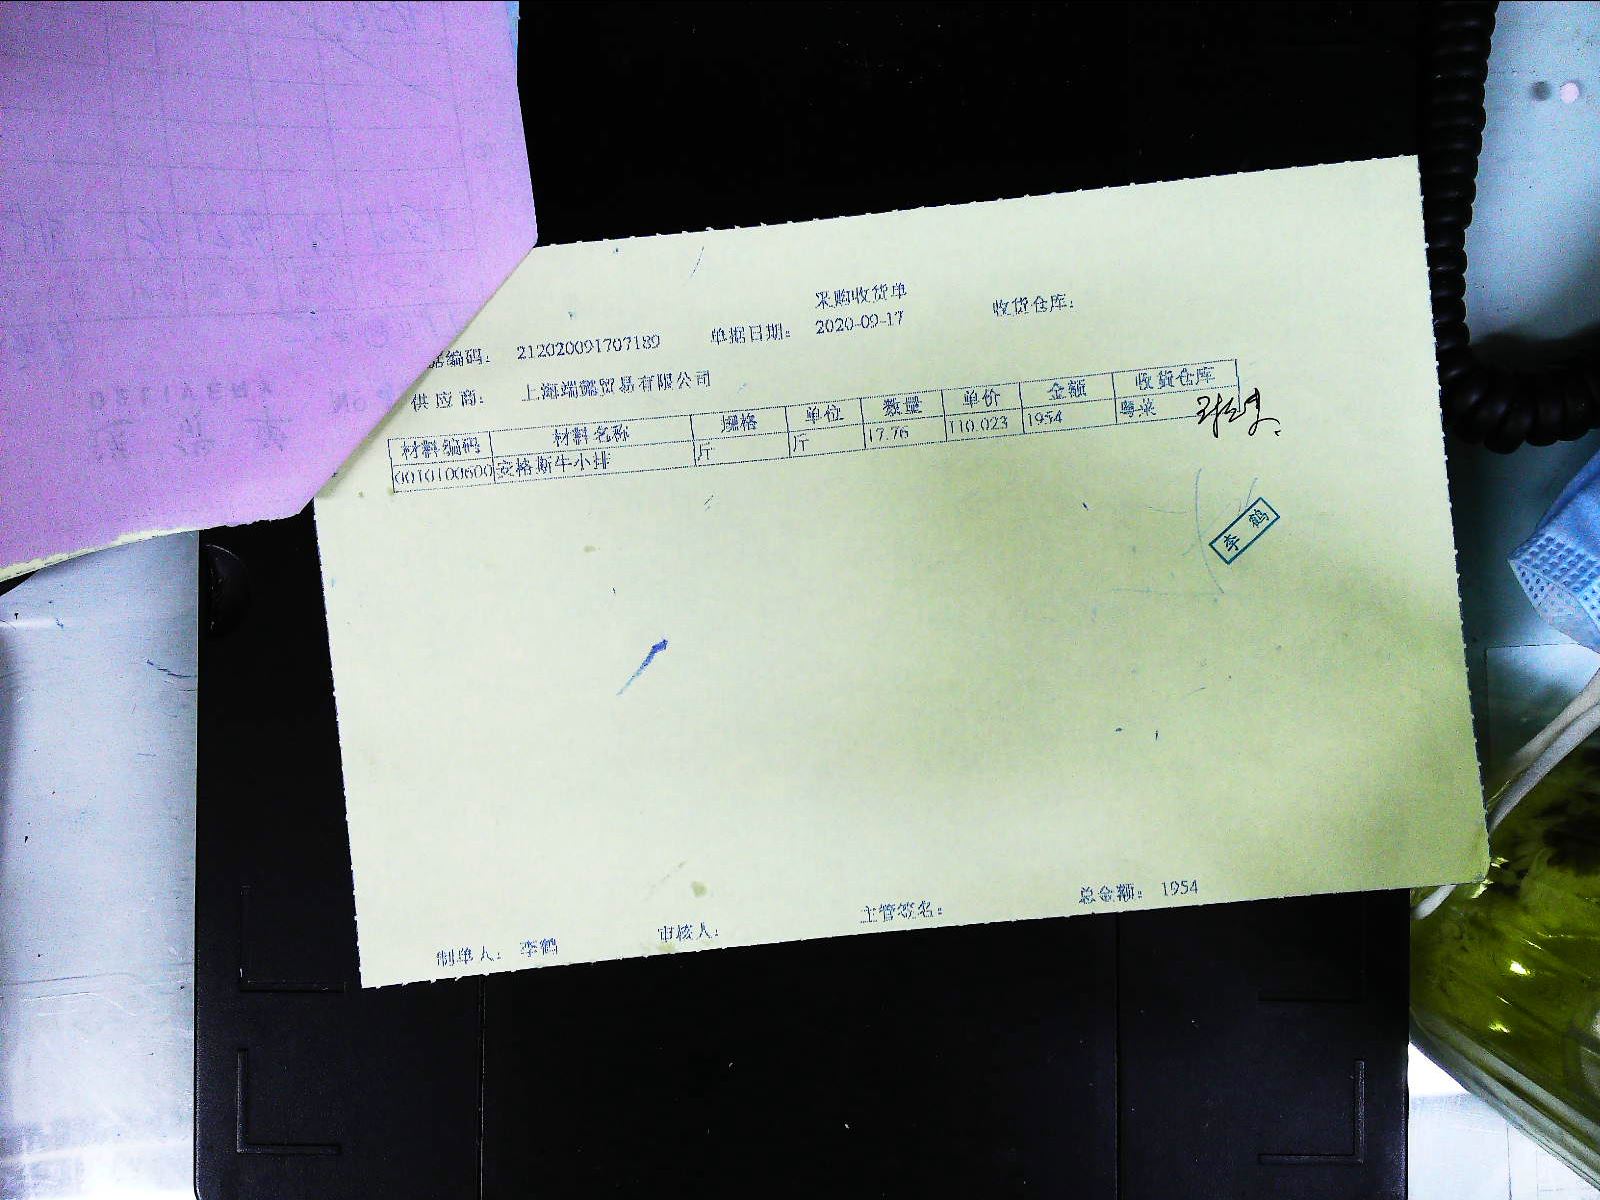 采购收货单
据编码： 212020091707189 单据日期： 2020-09-17 收货仓库：
供应商： 上海端懿贸易有限公司
材料编码 材料名称 规格 单位 数量 单价 金额 收货仓库
0010100600 安格斯牛小排 斤 斤 17.76 110.023 1954 粤菜
李鹤
制单人： 李鹤 审核人： 主管签名： 总金额： 1954
DELIVERY